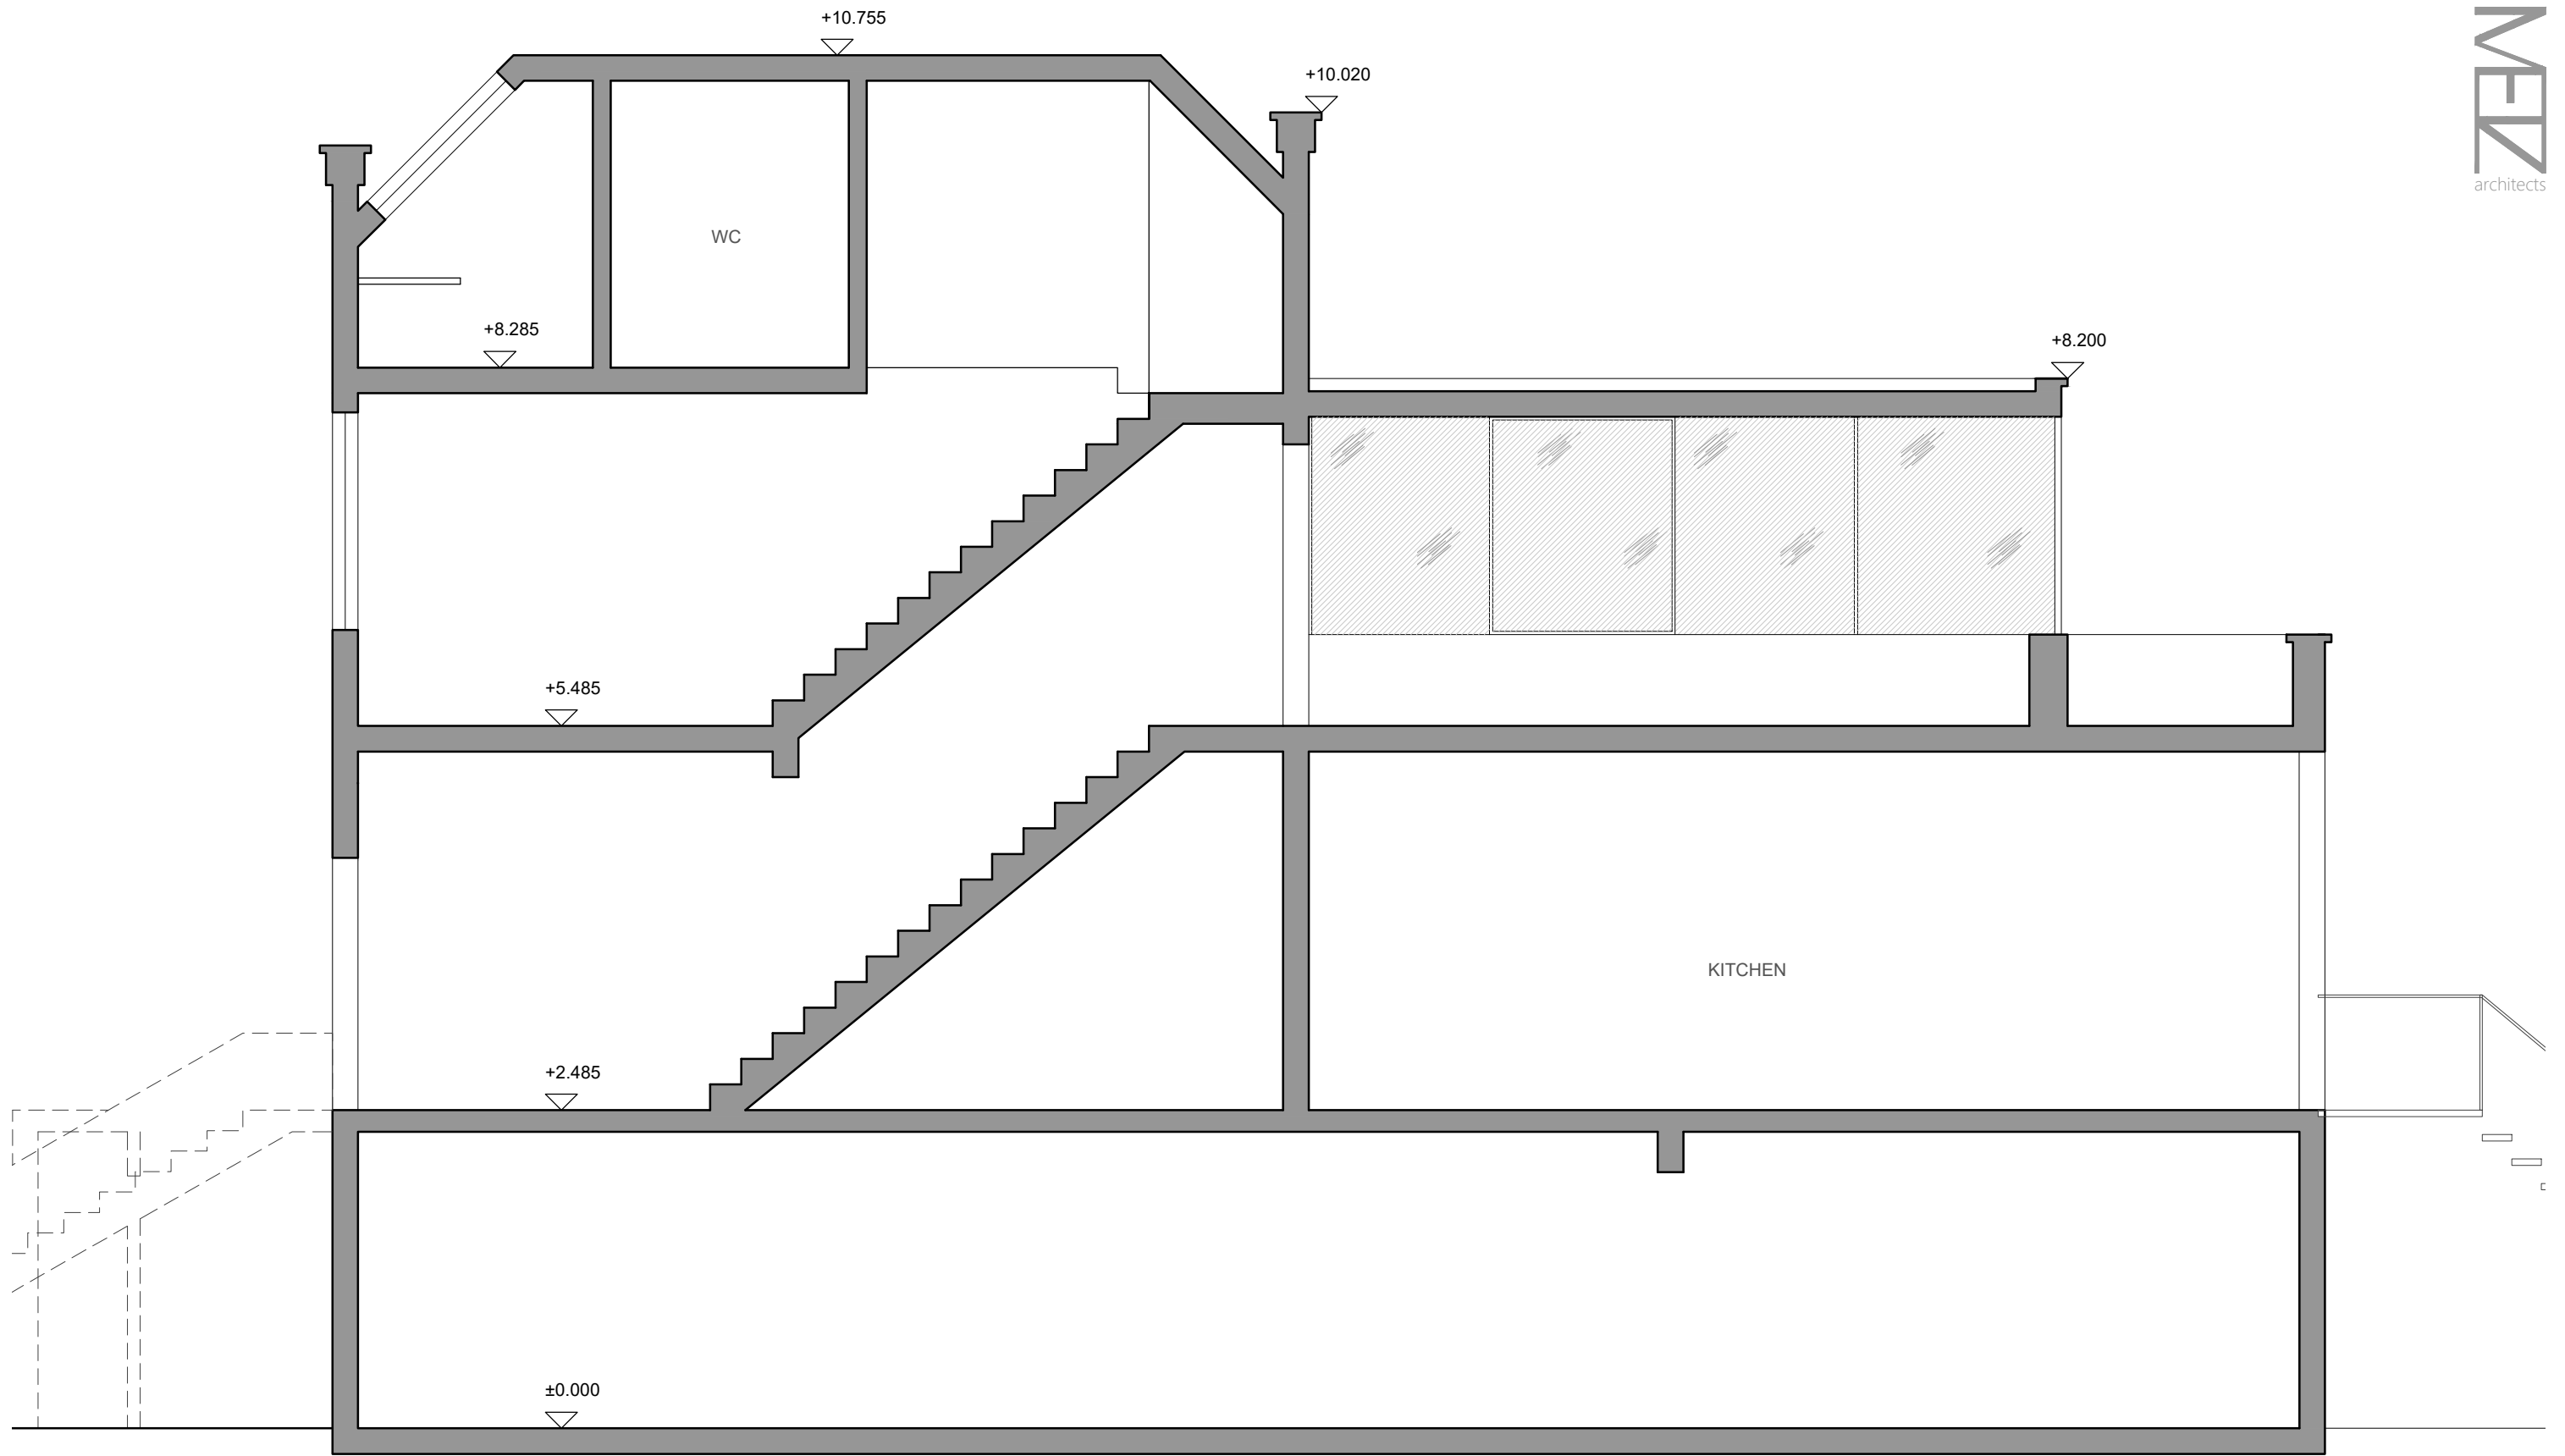 +10.755
+10.020
MEZ
architects
WC
+8.285
+8.200
+5.485
KITCHEN
+2.485
±0.000